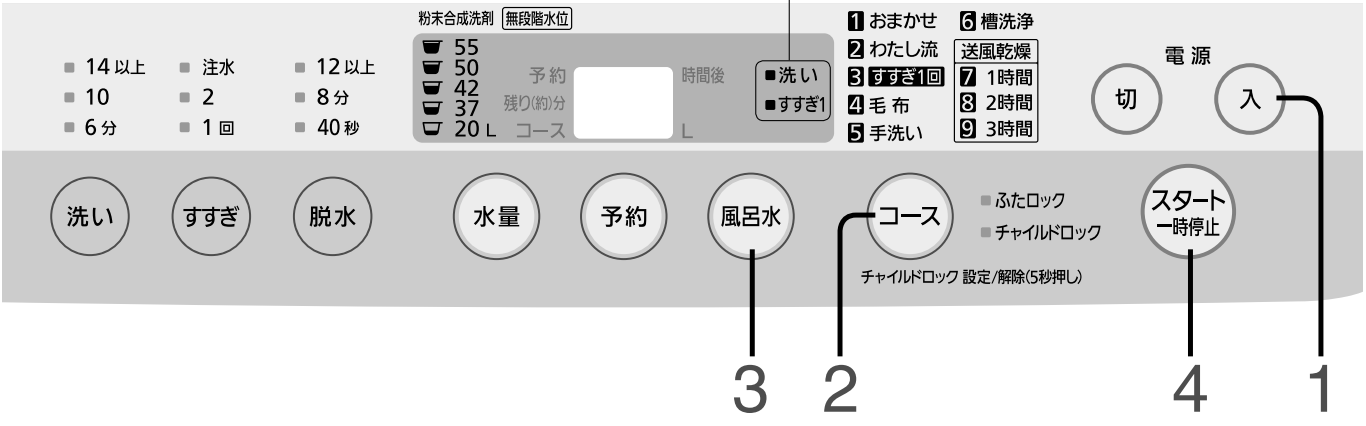 粉末合成洗剤 無段階水位
14以上
10
6分
注水
2
1回
12以上
8分
40秒
55
50
42
37
20 L
予約
残り(約)分
コース
時間後
L
洗い
すすぎ1
1 おまかせ
2 わたし流
3 すすぎ1回
4 毛布
5 手洗い
6 槽洗浄
送風乾燥
7 1時間
8 2時間
9 3時間
電源
切
入
洗い
すすぎ
脱水
水量
予約
風呂水
コース
ふたロック
チャイルドロック
スタート
一時停止
チャイルドロック 設定/解除(5秒押し)
3
2
4
1